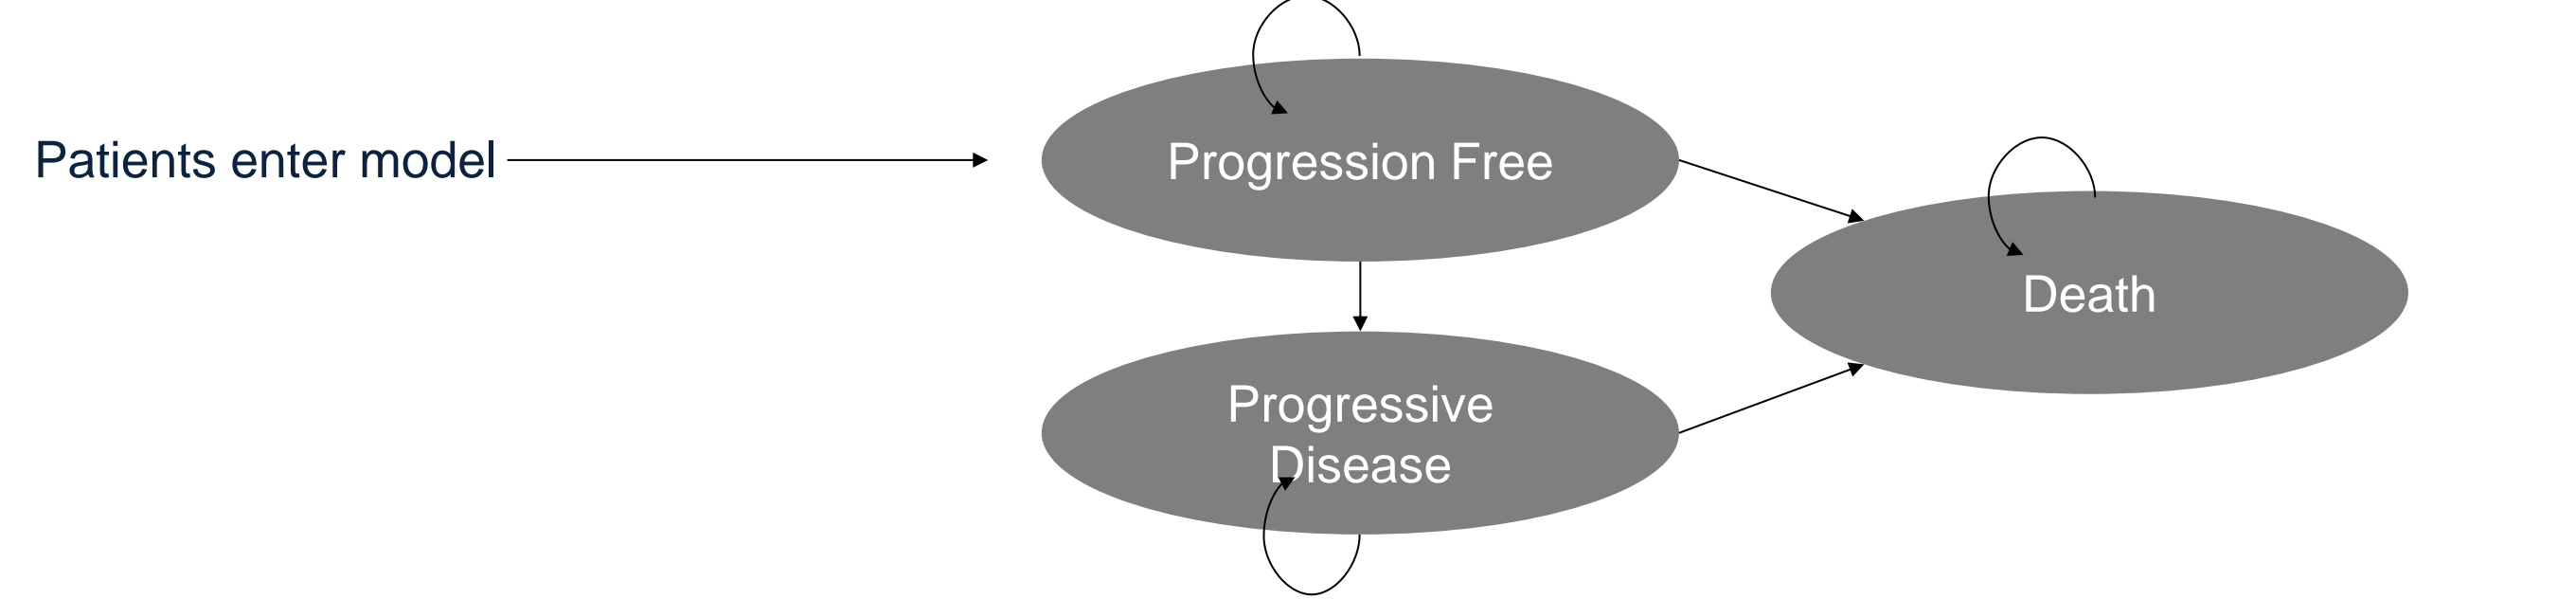 Patients enter model
Progression Free
Death
Progressive
Disease